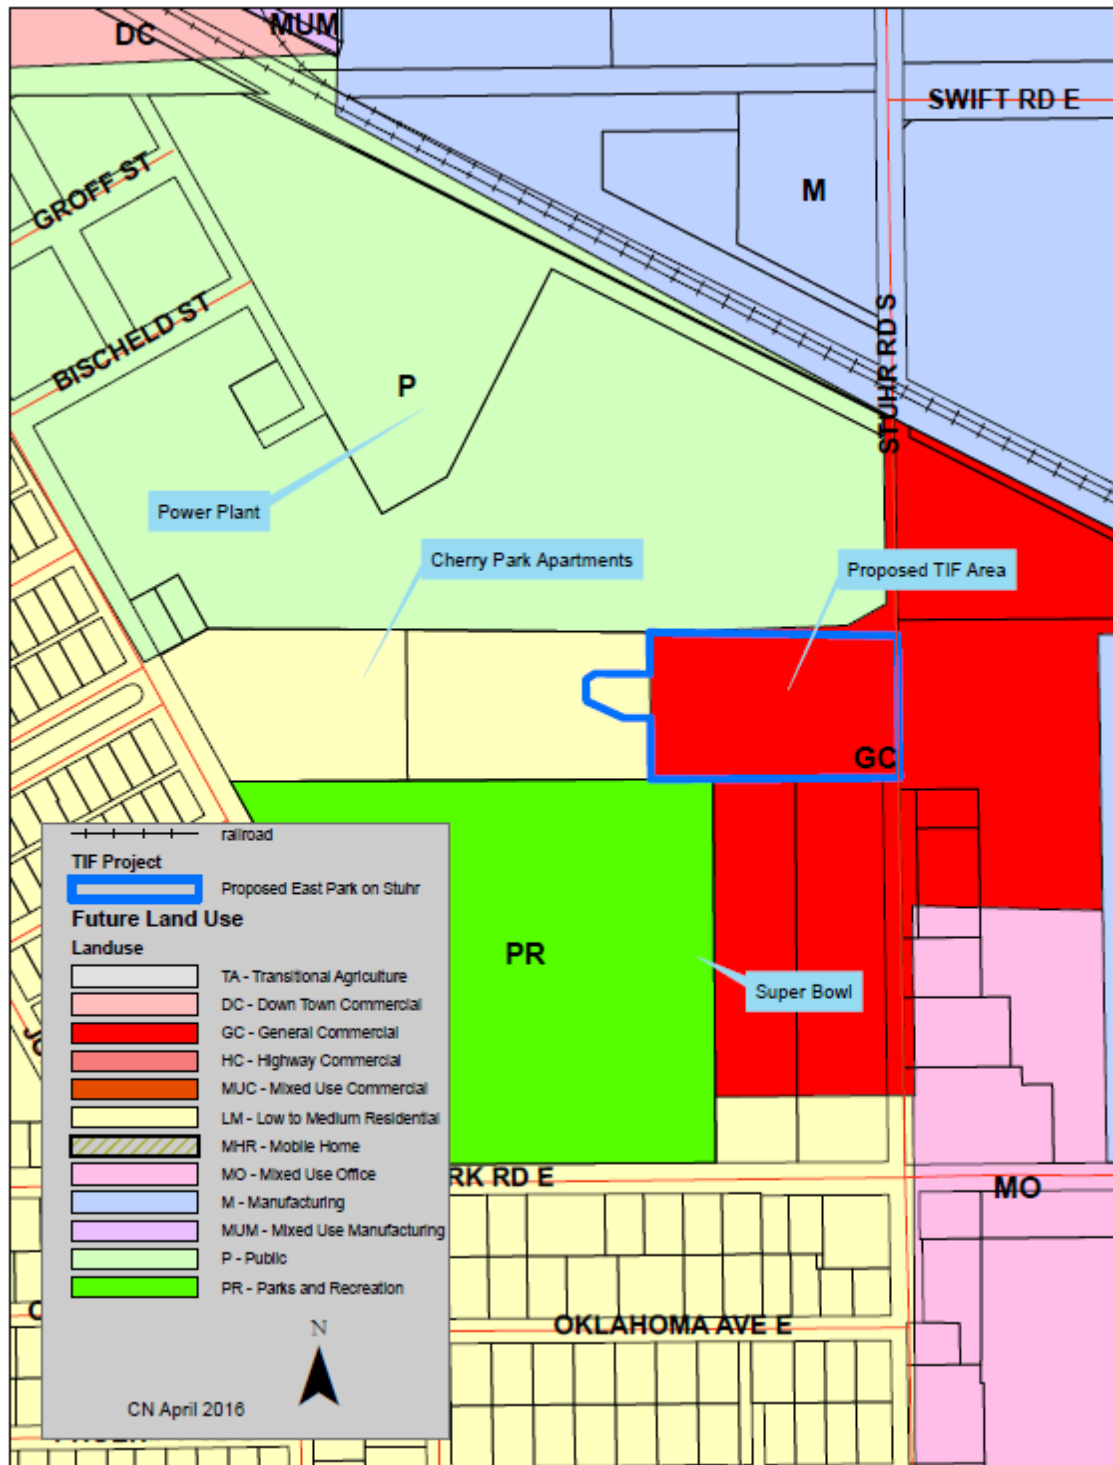 DC
MUM
SWIFT RD E
M
GROFF ST
BISCHELD ST
STUHR RD S
P
Power Plant
Cherry Park Apartments
Proposed TIF Area
GC
PR
Super Bowl
railroad
TIF Project
Proposed East Park on Stuhr
Future Land Use
Landuse
TA - Transitional Agriculture
DC - Down Town Commercial
GC - General Commercial
HC - Highway Commercial
MUC - Mixed Use Commercial
LM - Low to Medium Residential
MHR - Mobile Home
MO - Mixed Use Office
M - Manufacturing
MUM - Mixed Use Manufacturing
P - Public
PR - Parks and Recreation
N
CN April 2016
RK RD E
MO
OKLAHOMA AVE E